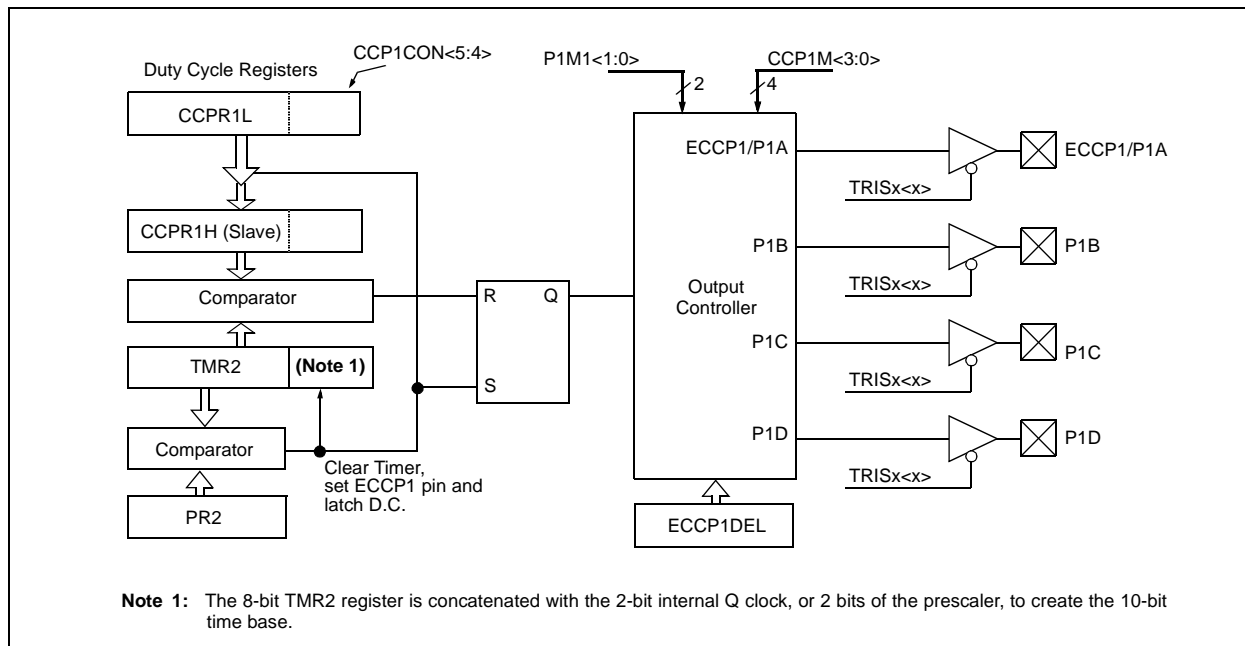 CCP1CON<5:4>
Duty Cycle Registers
CCPR1L
CCPR1H (Slave)
Comparator
TMR2
(Note 1)
Comparator
PR2
Clear Timer,
set ECCP1 pin and
latch D.C.
R
Q
S
P1M1<1:0>
2
CCP1M<3:0>
4
Output
Controller
ECCP1/P1A
P1B
P1C
P1D
ECCP1DEL
TRISx<x>
ECCP1/P1A
TRISx<x>
P1B
TRISx<x>
P1C
TRISx<x>
P1D
Note 1: The 8-bit TMR2 register is concatenated with the 2-bit internal Q clock, or 2 bits of the prescaler, to create the 10-bit
time base.